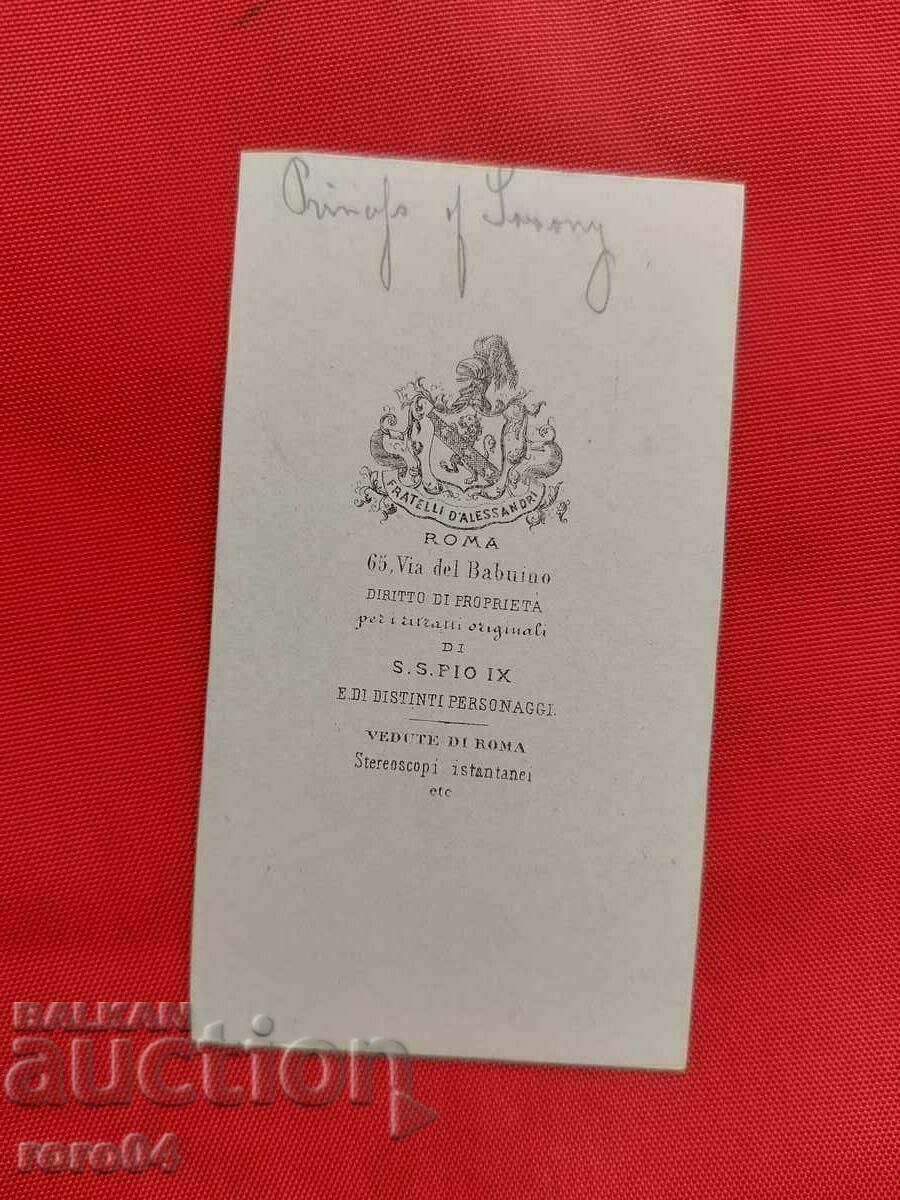 Princess of Saxony
FRATELLI D'ALESSANDRI
ROMA
65, Via del Babuino
DIRITTO DI PROPRIETÀ
per i ritratti originali
DI
S.S. PIO IX
E.DI DISTINTI PERSONAGGI.
VEDUTE DI ROMA
Stereoscopi istantanei
etc
BALKAN
auction
roro04